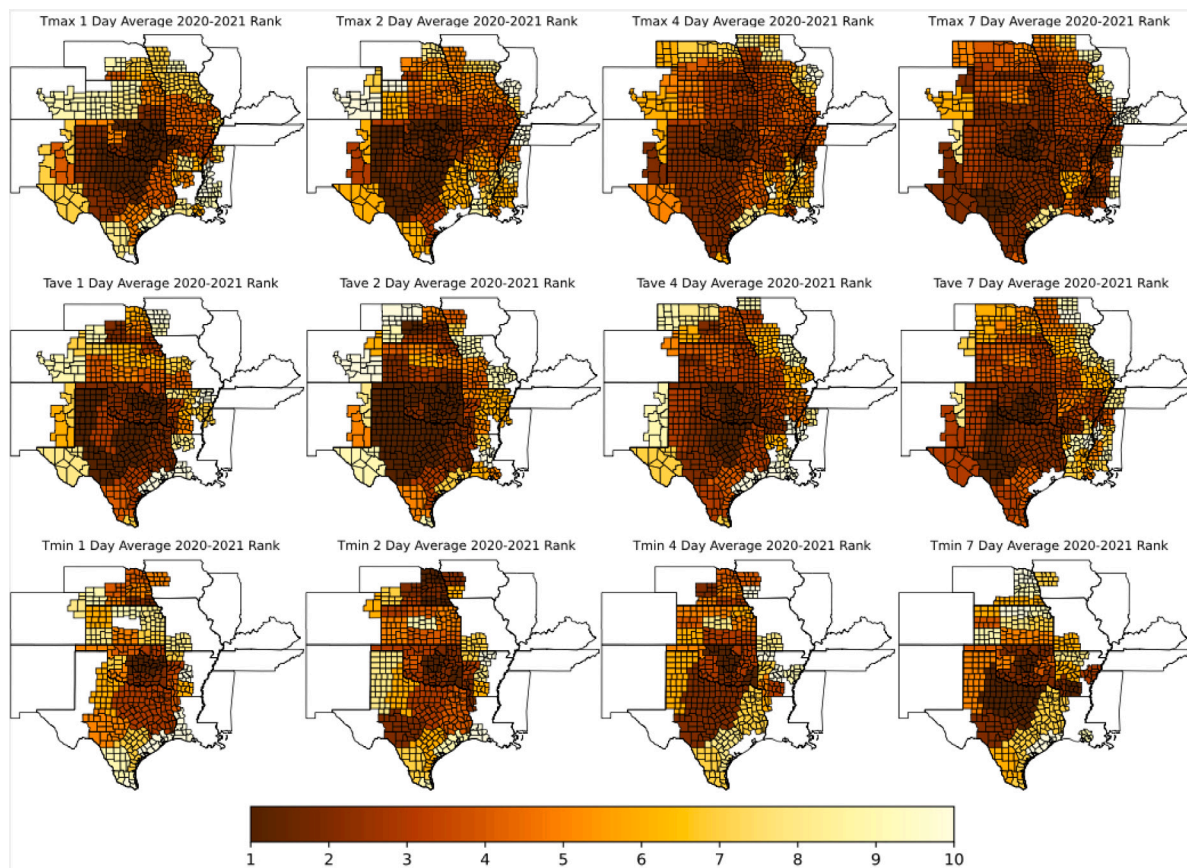 Tmax 1 Day Average 2020-2021 Rank
Tmax 2 Day Average 2020-2021 Rank
Tmax 4 Day Average 2020-2021 Rank
Tmax 7 Day Average 2020-2021 Rank
Tave 1 Day Average 2020-2021 Rank
Tave 2 Day Average 2020-2021 Rank
Tave 4 Day Average 2020-2021 Rank
Tave 7 Day Average 2020-2021 Rank
Tmin 1 Day Average 2020-2021 Rank
Tmin 2 Day Average 2020-2021 Rank
Tmin 4 Day Average 2020-2021 Rank
Tmin 7 Day Average 2020-2021 Rank
1 2 3 4 5 6 7 8 9 10